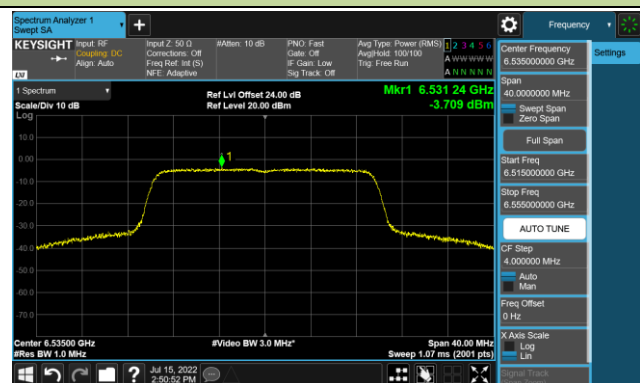 Spectrum Analyzer 1
Swept SA
Frequency
KEYSIGHT
Input: RF
Coupling: DC
Align: Auto
Input Z: 50 Ω
Corrections: Off
Freq Ref: Int (S)
NFE: Adaptive
#Atten: 10 dB
PNO: Fast
Gate: Off
IF Gain: Low
Sig Track: Off
Avg Type: Power (RMS)
Avg|Hold: 100/100
Trig: Free Run
1 2 3 4 5 6
A W W W W W
A N N N N N
LXI
1 Spectrum
Scale/Div 10 dB
Log
Ref Lvl Offset 24.00 dB
Ref Level 20.00 dBm
Mkr1 6.531 24 GHz
-3.709 dBm
10.0
0.00
-10.0
-20.0
-30.0
-40.0
-50.0
-60.0
-70.0
1
Center 6.53500 GHz
#Res BW 1.0 MHz
#Video BW 3.0 MHz*
Span 40.00 MHz
Sweep 1.07 ms (2001 pts)
Center Frequency
6.535000000 GHz
Settings
Span
40.0000000 MHz
Swept Span
Zero Span
Full Span
Start Freq
6.515000000 GHz
Stop Freq
6.555000000 GHz
AUTO TUNE
CF Step
4.000000 MHz
Auto
Man
Freq Offset
0 Hz
X Axis Scale
Log
Lin
Signal Track
Jul 15, 2022
2:50:52 PM